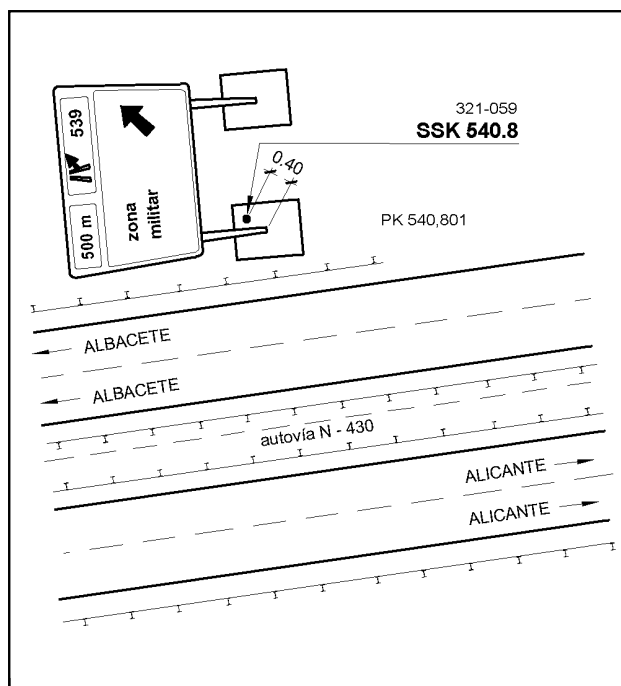 321-059
SSK 540.8
539
500 m
zona
militar
0.40
PK 540,801
ALBACETE
ALBACETE
autovía N - 430
ALICANTE
ALICANTE